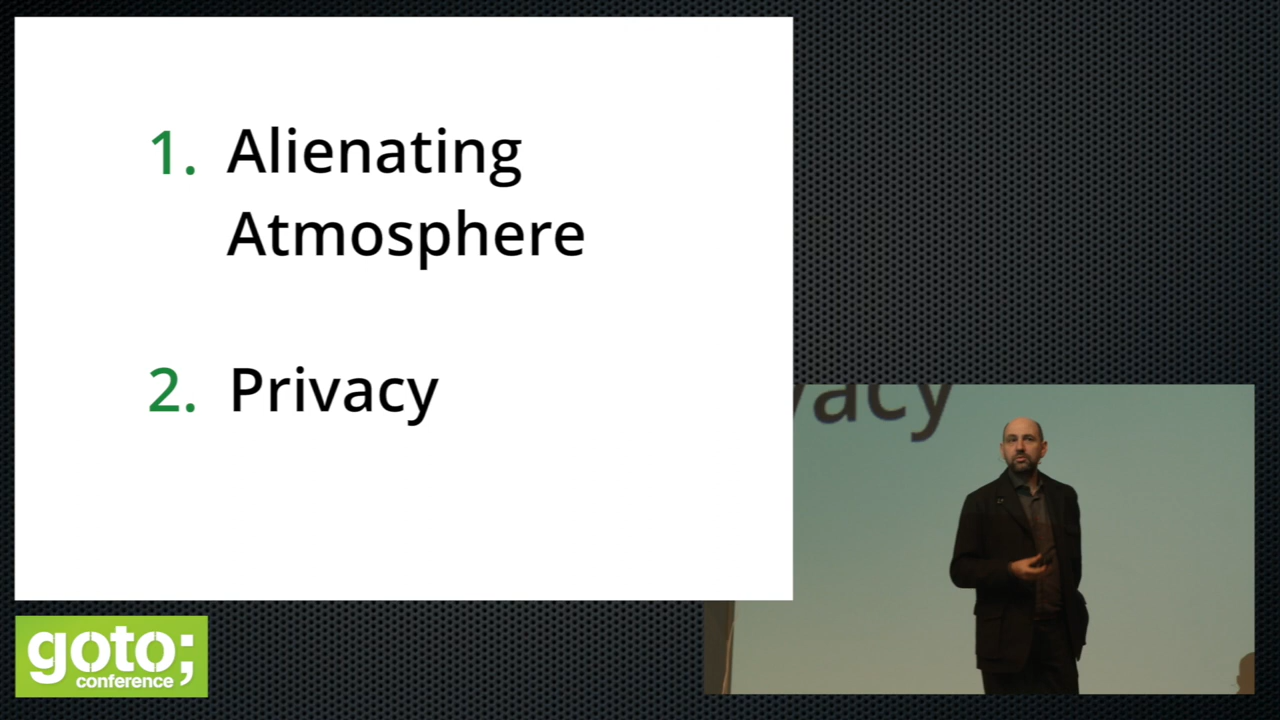 1. Alienating
Atmosphere
2. Privacy
vacy
goto;
conference